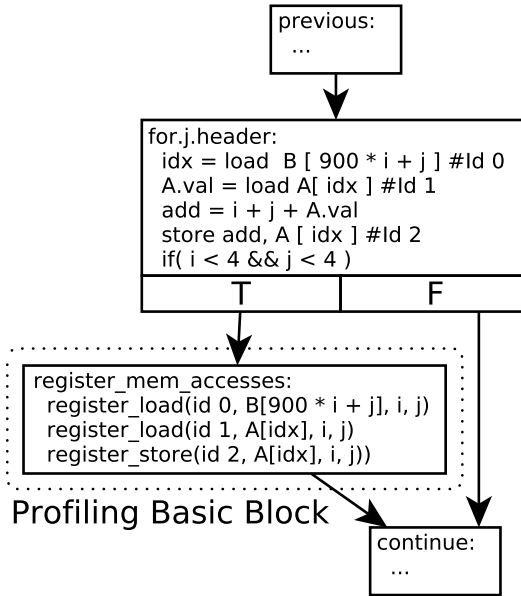 previous:
...
for.j.header:
idx = load B [ 900 * i + j ] #Id 0
A.val = load A[ idx ] #Id 1
add = i + j + A.val
store add, A [ idx ] #Id 2
if( i < 4 && j < 4 )
T F
register_mem_accesses:
register_load(id 0, B[900 * i + j], i, j)
register_load(id 1, A[idx], i, j)
register_store(id 2, A[idx], i, j))
Profiling Basic Block
continue:
...